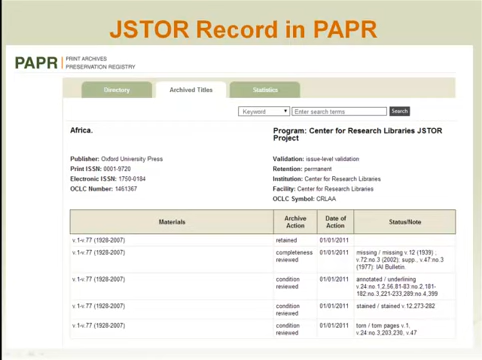 JSTOR Record in PAPR
PAPR PRINT ARCHIVES
PRESERVATION REGISTRY
Directory Archived Titles Statistics
Keyword Enter search terms Search
Africa.
Program: Center for Research Libraries JSTOR
Project
Publisher: Oxford University Press
Print ISSN: 0001-9720
Electronic ISSN: 1750-0184
OCLC Number: 1461367
Validation: issue-level validation
Retention: permanent
Institution: Center for Research Libraries
Facility: Center for Research Libraries
OCLC Symbol: CRLAA
Materials Archive Action Date of Action Status/Note
v.1-v.77 (1928-2007) retained 01/01/2011
v.1-v.77 (1928-2007) completeness reviewed 01/01/2011 missing / missing v.12 (1939) ;
v.72 no.3 (2002); supp., v.47 no.3
(1977): IAI Bulletin
v.1-v.77 (1928-2007) condition reviewed 01/01/2011 annotated / underlining
v.24 no.1,2,56,81-83 no.2,181-
182,no.3,221-233,289 no.4,399
v.1-v.77 (1928-2007) condition reviewed 01/01/2011 stained / stained v.12,273-282
v.1-v.77 (1928-2007) condition reviewed 01/01/2011 torn / torn pages v.1,
v.24 no.3,203,230, v.47